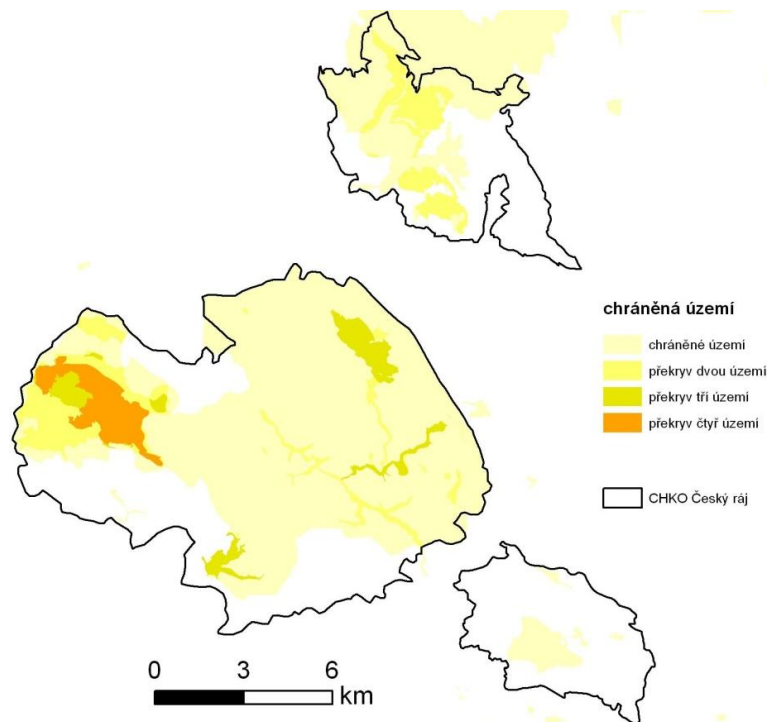 chráněná území
chráněné území
překryv dvou území
překryv tří území
překryv čtyř území
CHKO Český ráj
0 3 6
km